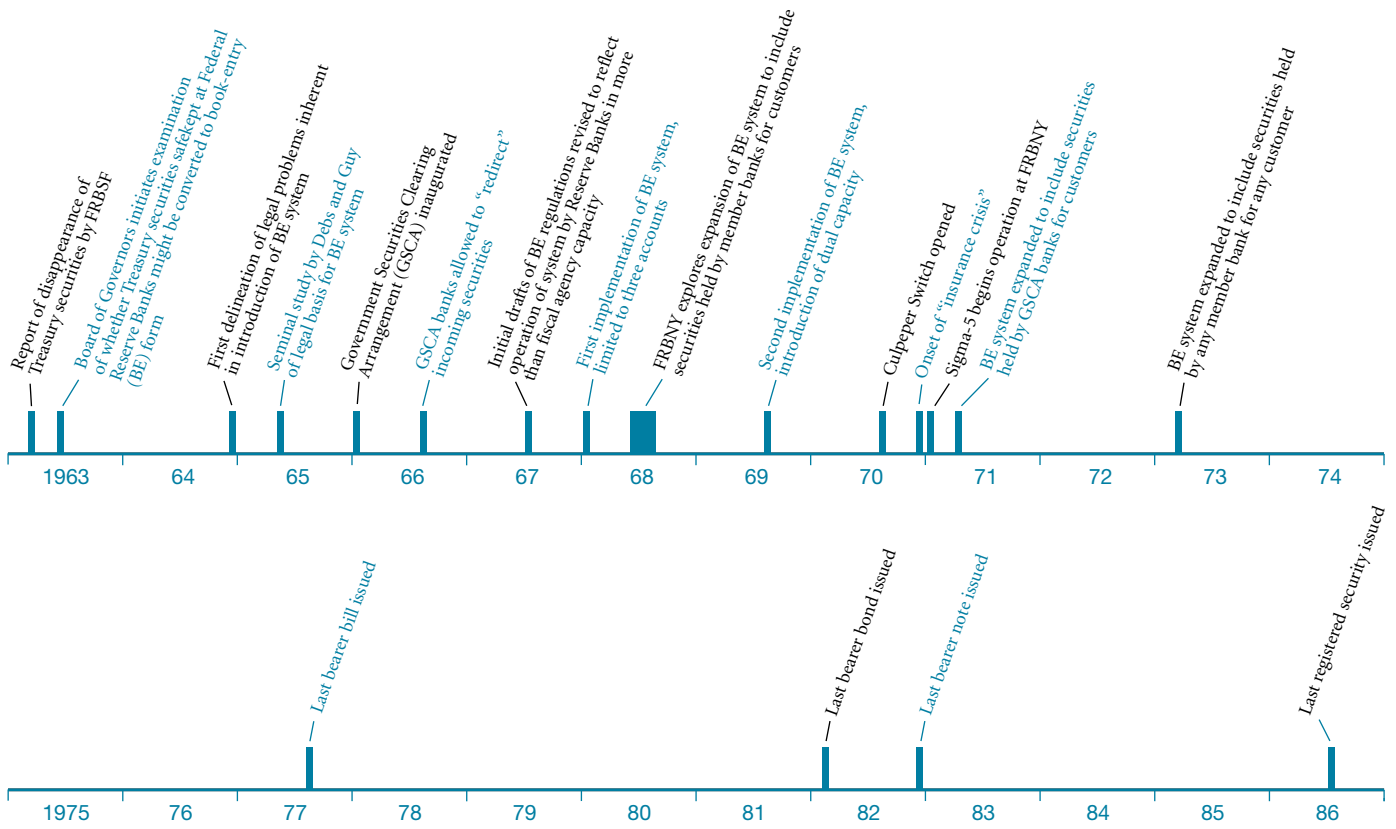 Report of disappearance of
Treasury securities by FRBSF
Board of Governors initiates examination
of whether Treasury securities safekept at Federal
Reserve Banks might be converted to book-entry
(BE) form
First delineation of legal problems inherent
in introduction of BE system
Seminal study by Debs and Guy
of legal basis for BE system
Government Securities Clearing
Arrangement (GSCA) inaugurated
GSCA banks allowed to “redirect”
incoming securities
Initial drafts of BE regulations revised to reflect
operation of system by Reserve Banks in more
than fiscal agency capacity
First implementation of BE system,
limited to three accounts
FRBNY explores expansion of BE system to include
securities held by member banks for customers
Second implementation of BE system,
introduction of dual capacity
Culpeper Switch opened
Onset of “insurance crisis”
Sigma-5 begins operation at FRBNY
BE system expanded to include securities
held by GSCA banks for customers
BE system expanded to include securities held
by any member bank for any customer
1963 64 65 66 67 68 69 70 71 72 73 74
Last bearer bill issued
Last bearer bond issued
Last bearer note issued
Last registered security issued
1975 76 77 78 79 80 81 82 83 84 85 86